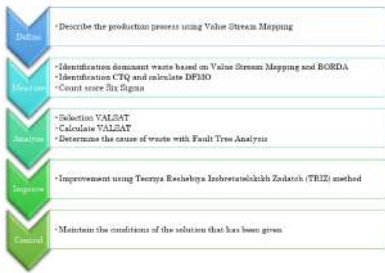 Define
•Describe the production process using Value Stream Mapping
Measure
•Identification dominant waste based on Value Stream Mapping and BORDA
•Identification CTQ and calculate DPMO
•Count score Six Sigma
Analyze
•Selection VALSAT
•Calculate VALSAT
•Determine the cause of waste with Fault Tree Analysis
Improve
•Improvement using Teoriya Resheniya Izobretatelskikh Zadatch (TRIZ) method
Control
•Maintain the conditions of the solution that has been given